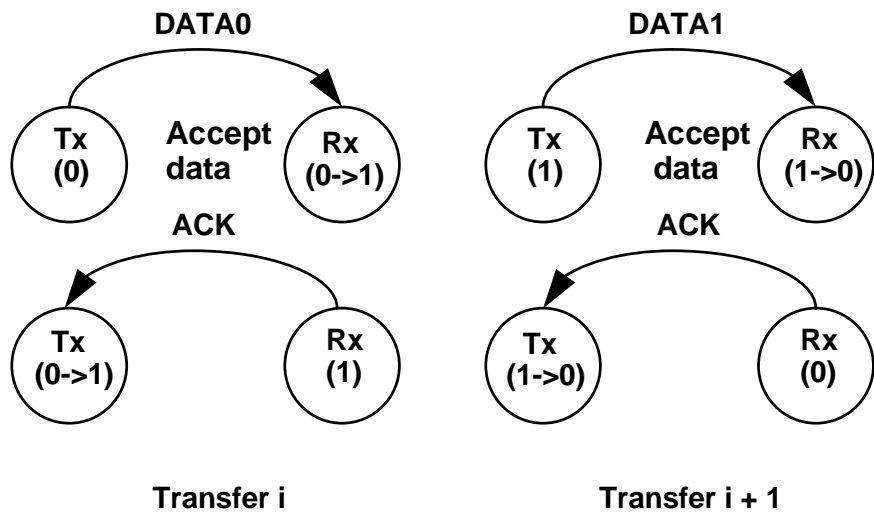 DATA0
Tx
(0)
Accept
data
Rx
(0->1)
ACK
Tx
(0->1)
Rx
(1)
Transfer i
DATA1
Tx
(1)
Accept
data
Rx
(1->0)
ACK
Tx
(1->0)
Rx
(0)
Transfer i + 1